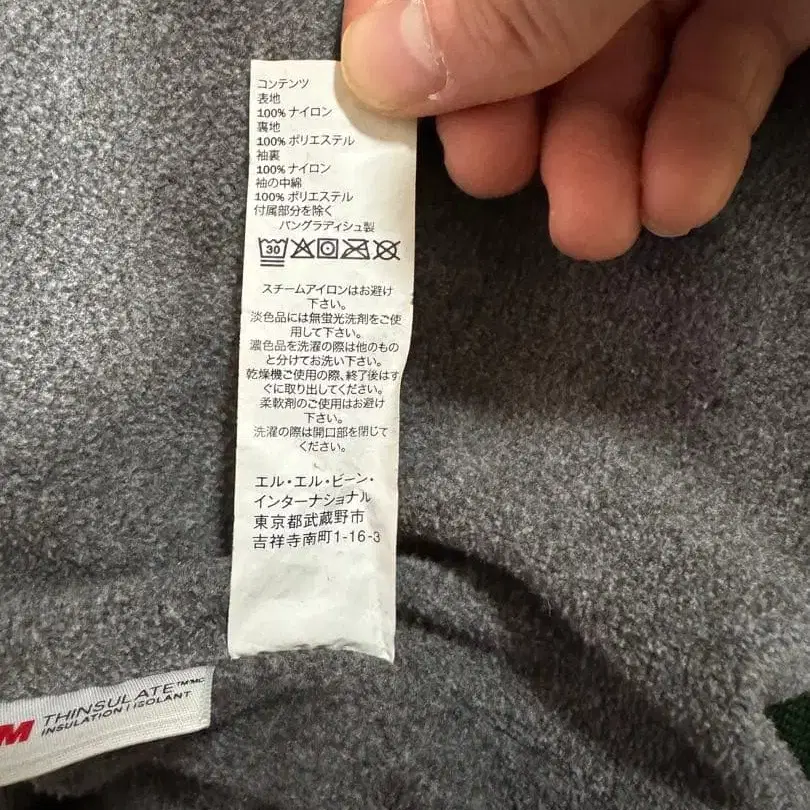 コンテンツ
表地
100% ナイロン
裏地
100% ポリエステル
袖裏
100% ナイロン
袖の中綿
100% ポリエステル
付属部分を除く
バングラディシュ製
30
スチームアイロンはお避け
下さい。
淡色品には無蛍光洗剤をご使
用して下さい。
濃色品を洗濯の際は他のもの
と分けてお洗い下さい。
乾燥機ご使用の際、終了後はす
ぐに取り出してください。
柔軟剤のご使用はお避け
下さい。
洗濯の際は開口部を閉じて
ください。
エル・エル・ビーン・
インターナショナル
東京都武蔵野市
吉祥寺南町1-16-3
M THINSULATE™/MC
INSULATION | ISOLANT